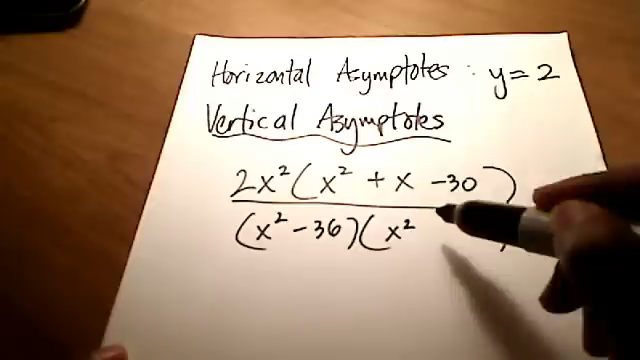 Horizontal Asymptotes : y = 2
Vertical Asymptotes
2x² ( x² + x - 30 )
(x² - 36)(x² )